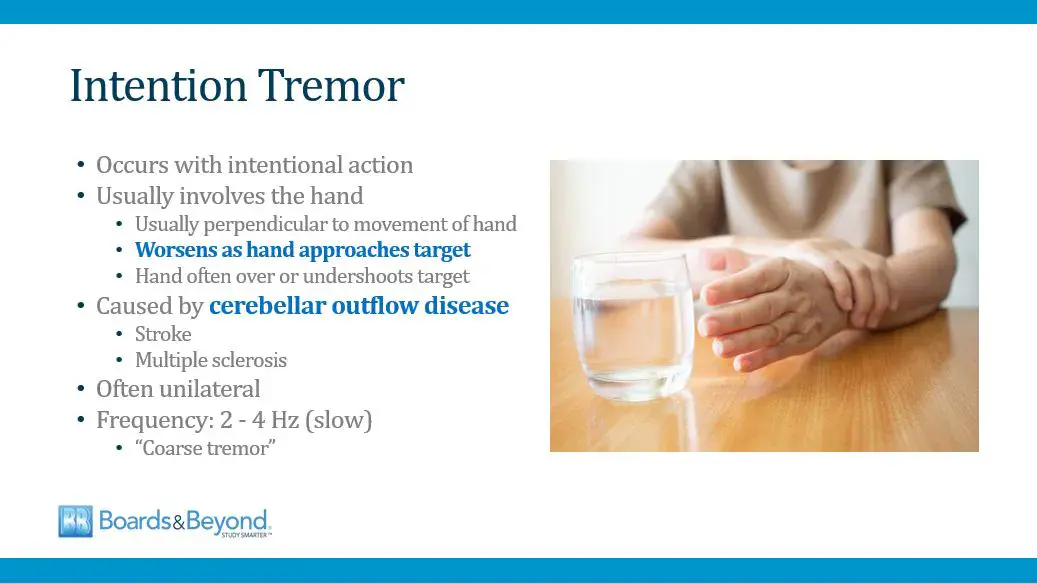 Intention Tremor
• Occurs with intentional action
• Usually involves the hand
• Usually perpendicular to movement of hand
• Worsens as hand approaches target
• Hand often over or undershoots target
• Caused by cerebellar outflow disease
• Stroke
• Multiple sclerosis
• Often unilateral
• Frequency: 2 - 4 Hz (slow)
• “Coarse tremor”
BB Boards&Beyond®
STUDY SMARTER™